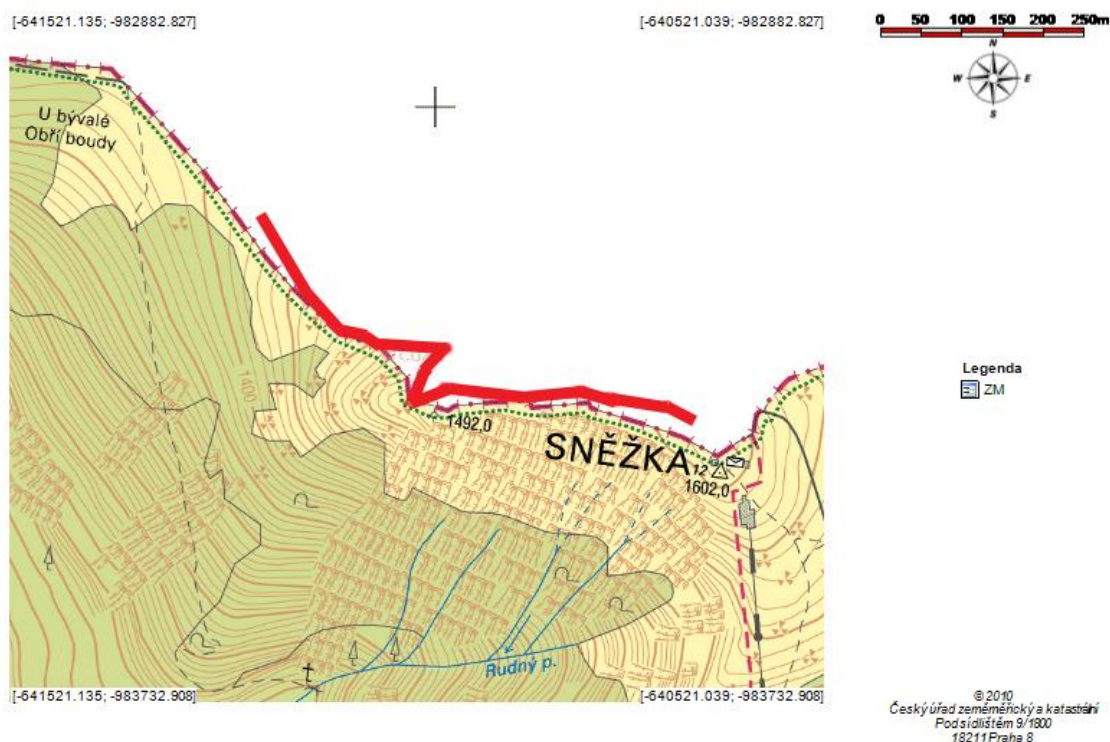 [-641521.135; -982882.827]
[-640521.039; -982882.827]
0 50 100 150 200 250m
N
W E
S
U bývalé
Obří boudy
1400
1492,0
SNĚŽKA
12
1602,0
Rudný p.
Legenda
ZM
[-641521.135; -983732.908]
[-640521.039; -983732.908]
© 2010
Český úřad zeměměřický a katastrální
Pod sídlištěm 9/1800
18211 Praha 8